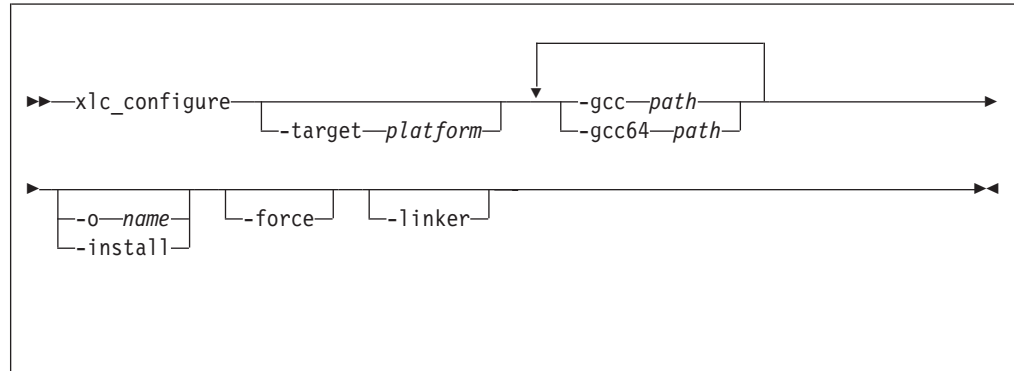 xlc_configure -target platform -gcc path
-gcc64 path
-o name -force -linker
-install